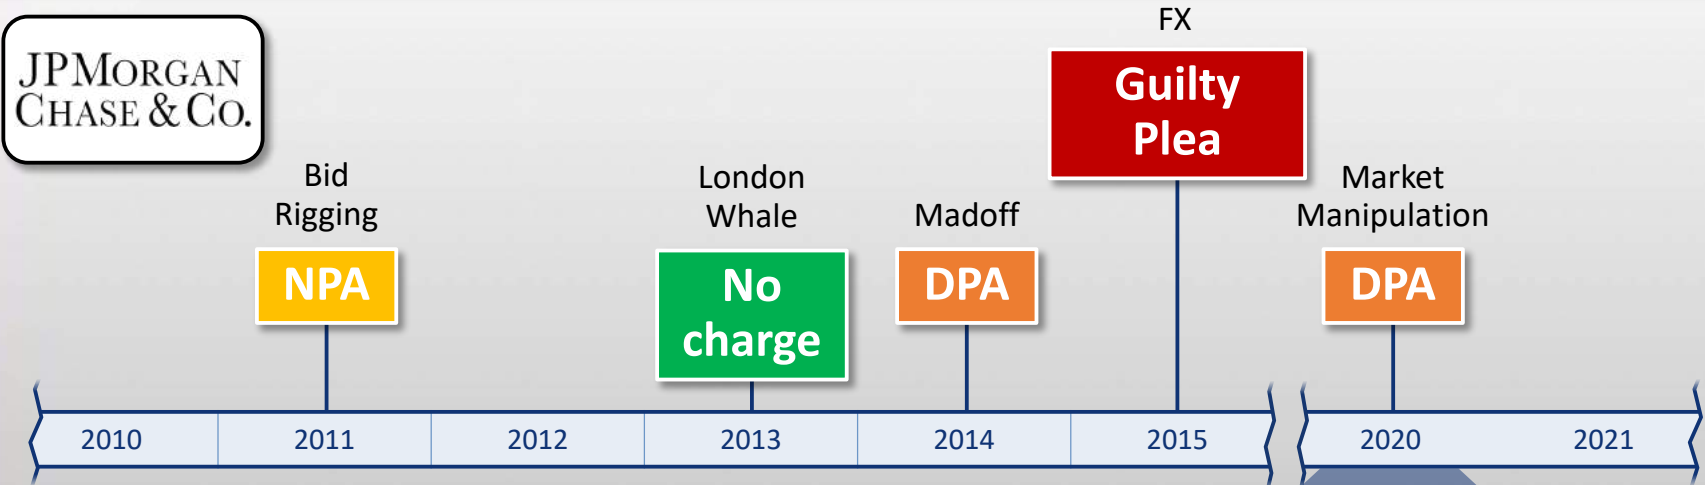 JPMORGAN
CHASE & CO.
Bid
Rigging
NPA
London
Whale
No
charge
Madoff
DPA
FX
Guilty
Plea
Market
Manipulation
DPA
2010
2011
2012
2013
2014
2015
2020
2021